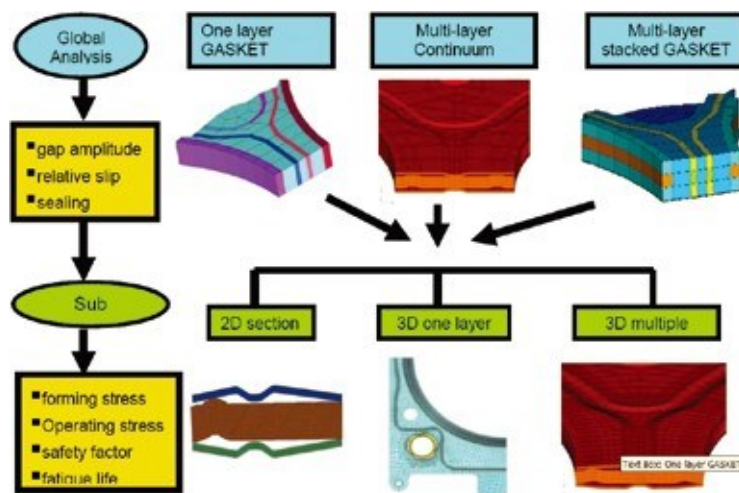 Global
Analysis
One layer
GASKET
Multi-layer
Continuum
Multi-layer
stacked GASKET
▪gap amplitude
▪relative slip
▪sealing
Sub
2D section
3D one layer
3D multiple
▪forming stress
▪Operating stress
▪safety factor
▪fatigue life
Text Box: One layer GASKET